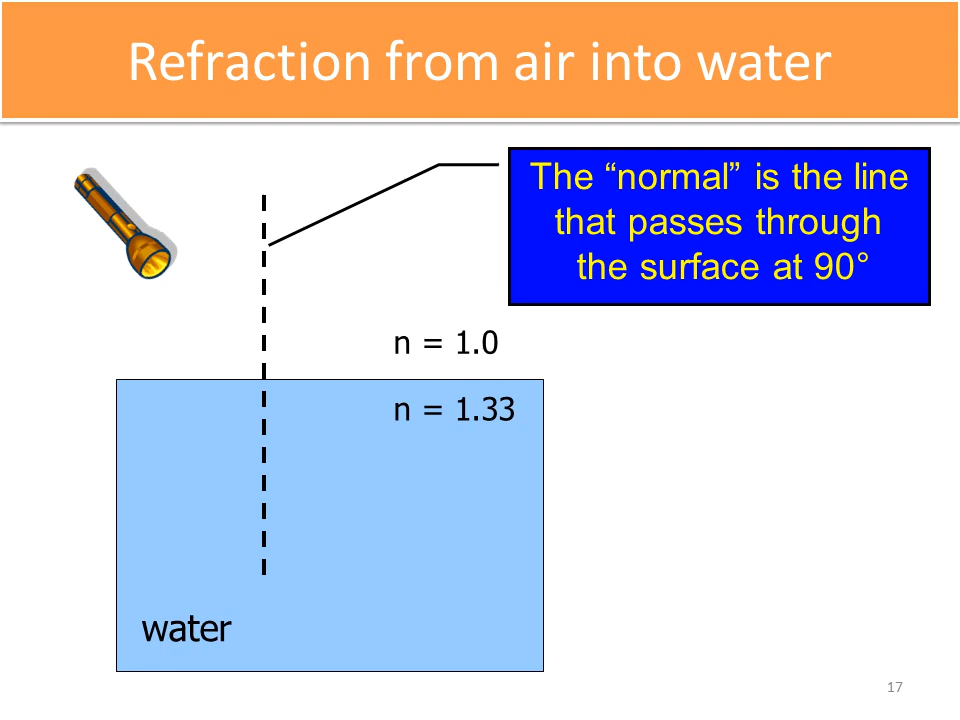 Refraction from air into water
The “normal” is the line
that passes through
the surface at 90°
n = 1.0
n = 1.33
water
17